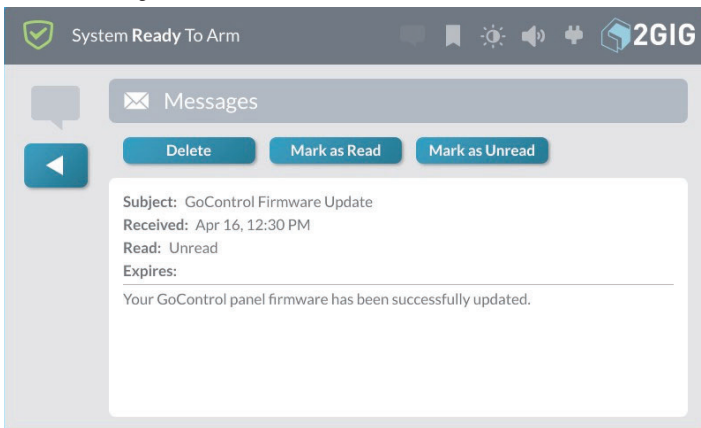 System Ready To Arm
2GIG
Messages
Delete
Mark as Read
Mark as Unread
Subject: GoControl Firmware Update
Received: Apr 16, 12:30 PM
Read: Unread
Expires:
Your GoControl panel firmware has been successfully updated.